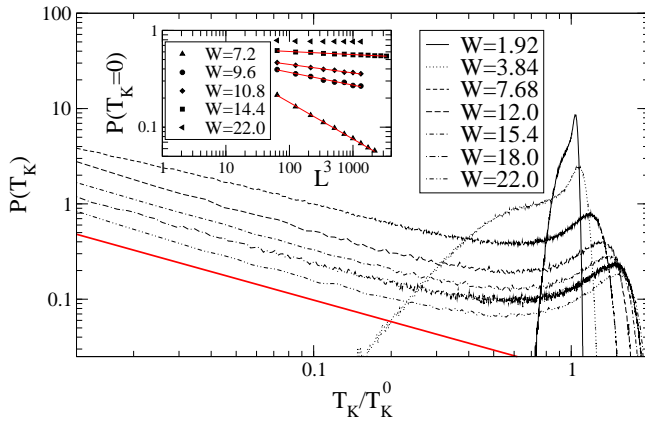 100
10
1
0.1
P(T_K)
0.1
1
T_K/T_K^0
1
0.1
P(T_K=0)
1
10
100
1000
L
W=7.2
W=9.6
W=10.8
W=14.4
W=22.0
W=1.92
W=3.84
W=7.68
W=12.0
W=15.4
W=18.0
W=22.0